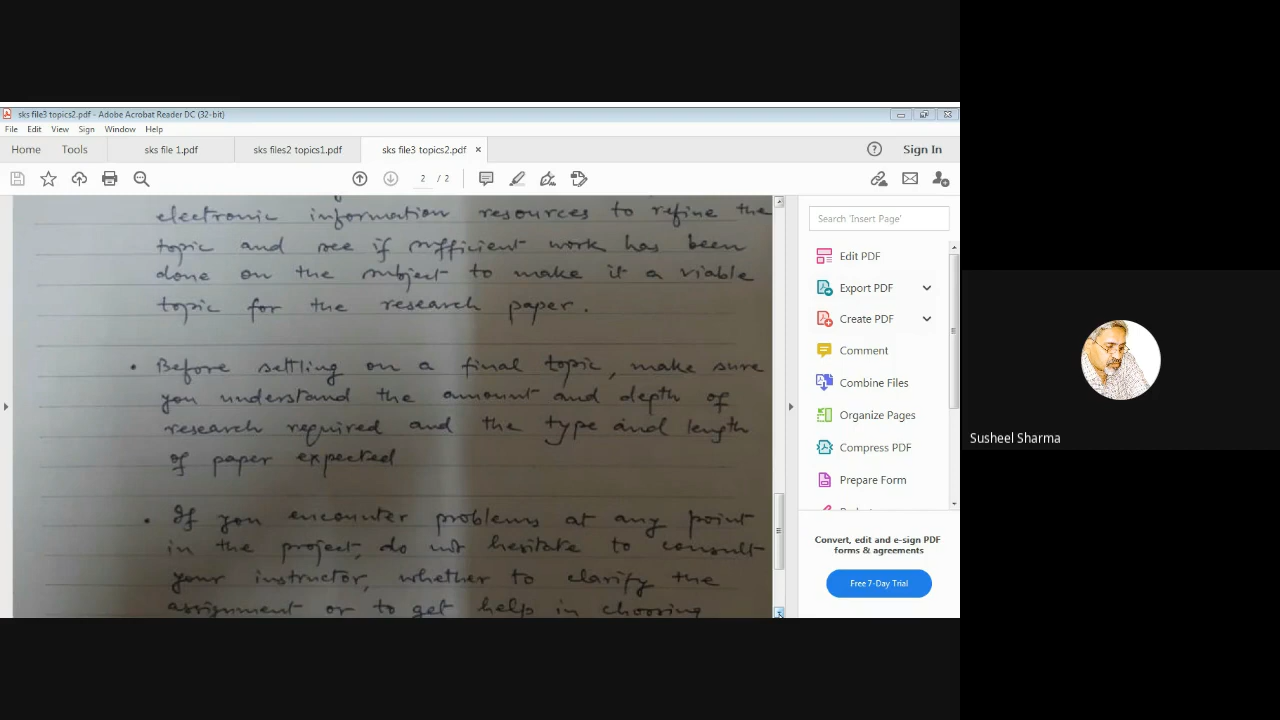 sks file3 topics2.pdf - Adobe Acrobat Reader DC (32-bit)
File Edit View Sign Window Help
Home Tools sks file 1.pdf sks files2 topics1.pdf sks file3 topics2.pdf × Sign In
2 / 2
electronic information resources to refine the
topic and see if sufficient work has been
done on the subject to make it a viable
topic for the research paper.
• Before settling on a final topic, make sure
you understand the amount and depth of
research required and the type and length
of paper expected
• If you encounter problems at any point
in the project, do not hesitate to consult
your instructor, whether to clarify the
assignment or to get help in choosing
Search 'Insert Page'
Edit PDF
Export PDF
Create PDF
Comment
Combine Files
Organize Pages
Compress PDF
Prepare Form
Convert, edit and e-sign PDF
forms & agreements
Free 7-Day Trial
Susheel Sharma